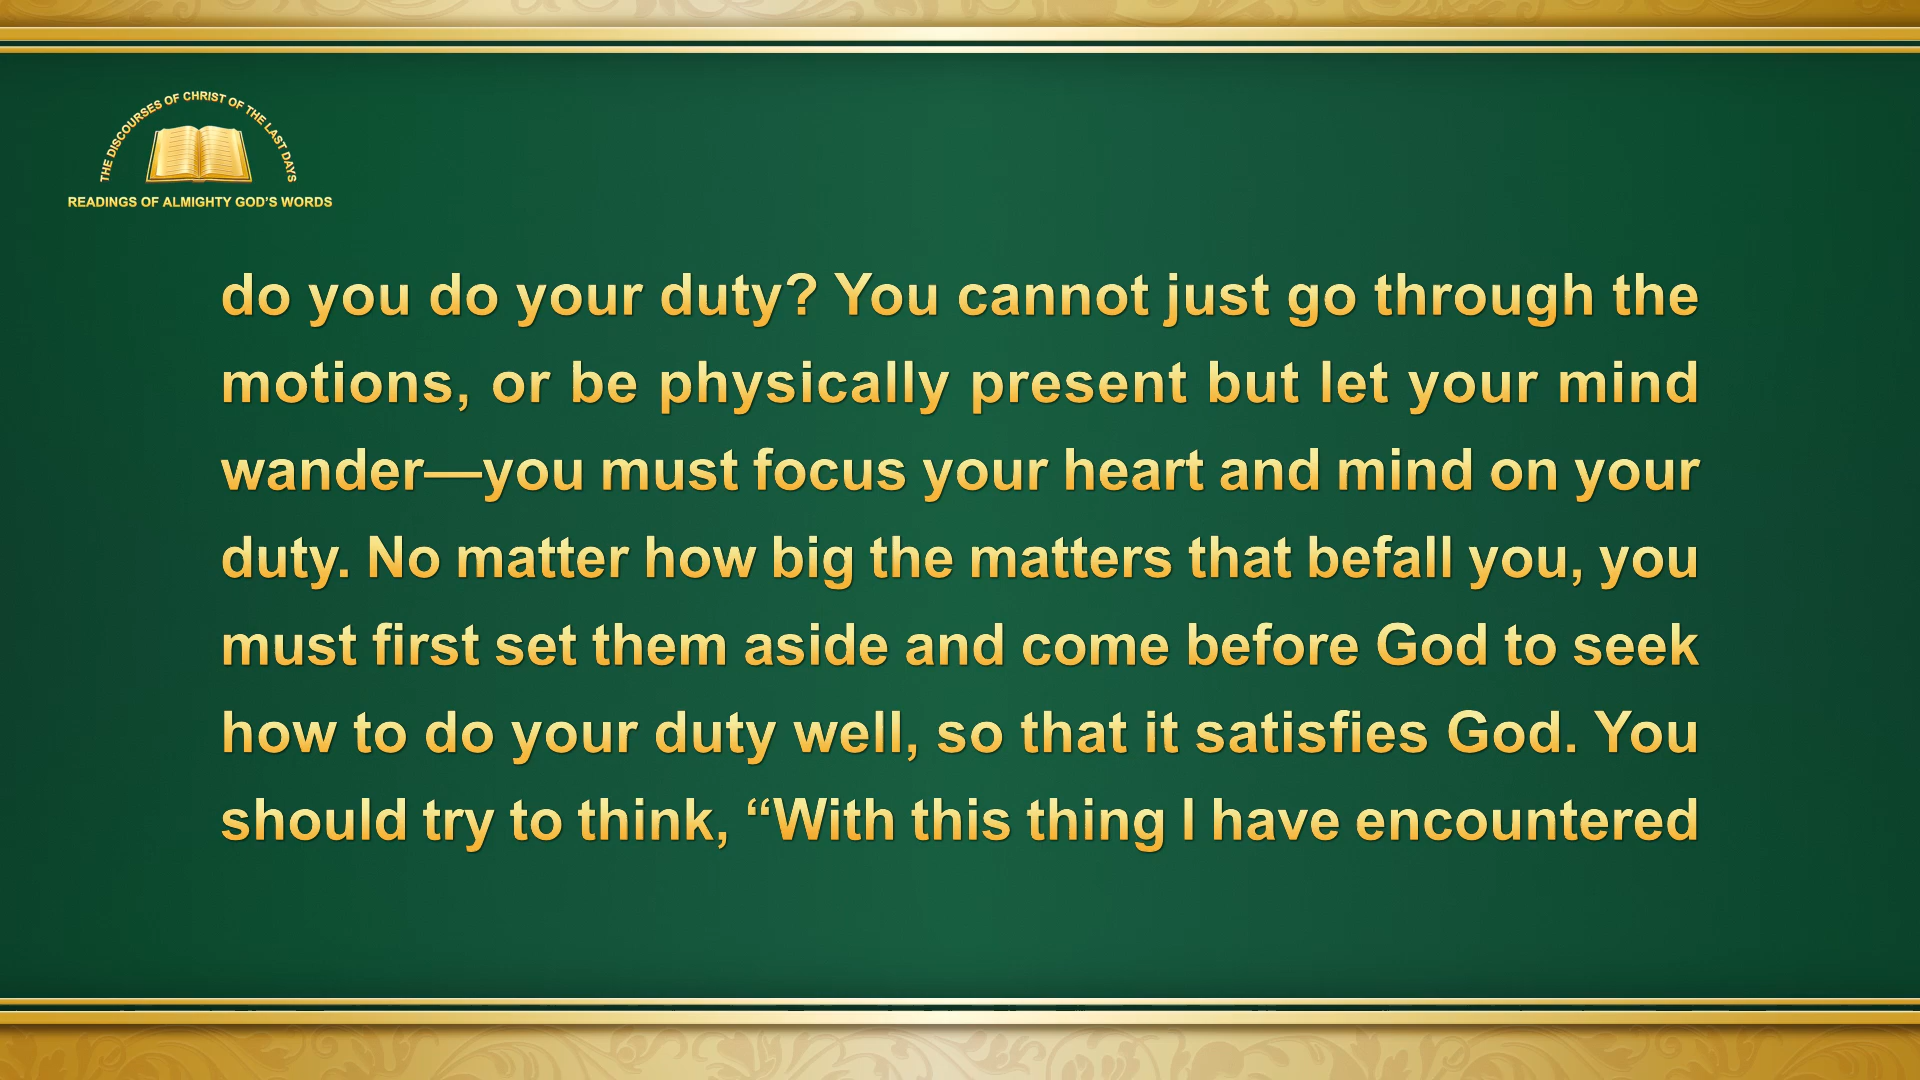 THE DISCOURSES OF CHRIST OF THE LAST DAYS
READINGS OF ALMIGHTY GOD'S WORDS
do you do your duty? You cannot just go through the
motions, or be physically present but let your mind
wander—you must focus your heart and mind on your
duty. No matter how big the matters that befall you, you
must first set them aside and come before God to seek
how to do your duty well, so that it satisfies God. You
should try to think, “With this thing I have encountered